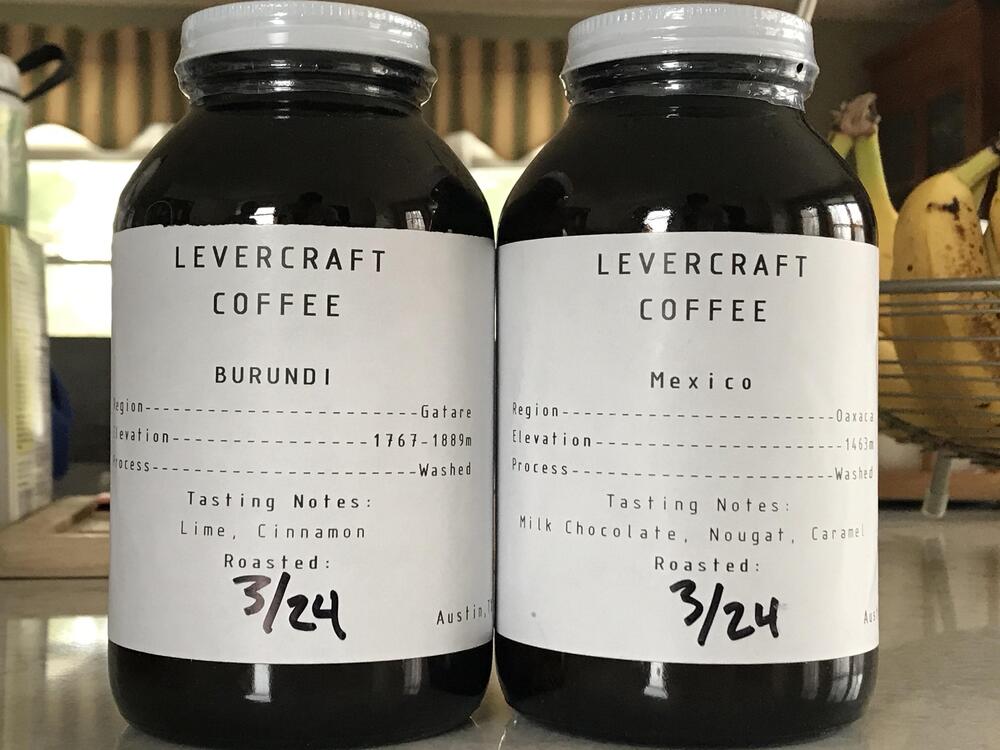 LEVERCRAFT
COFFEE
BURUNDI
Region--------------------Gatare
Elevation---------------1767-1889m
Process--------------------Washed
Tasting Notes:
Lime, Cinnamon
Roasted:
3/24
Austin,
LEVERCRAFT
COFFEE
Mexico
Region--------------------Oaxaca
Elevation-------------------1463m
Process--------------------Washed
Tasting Notes:
Milk Chocolate, Nougat, Caramel
Roasted:
3/24
Aus